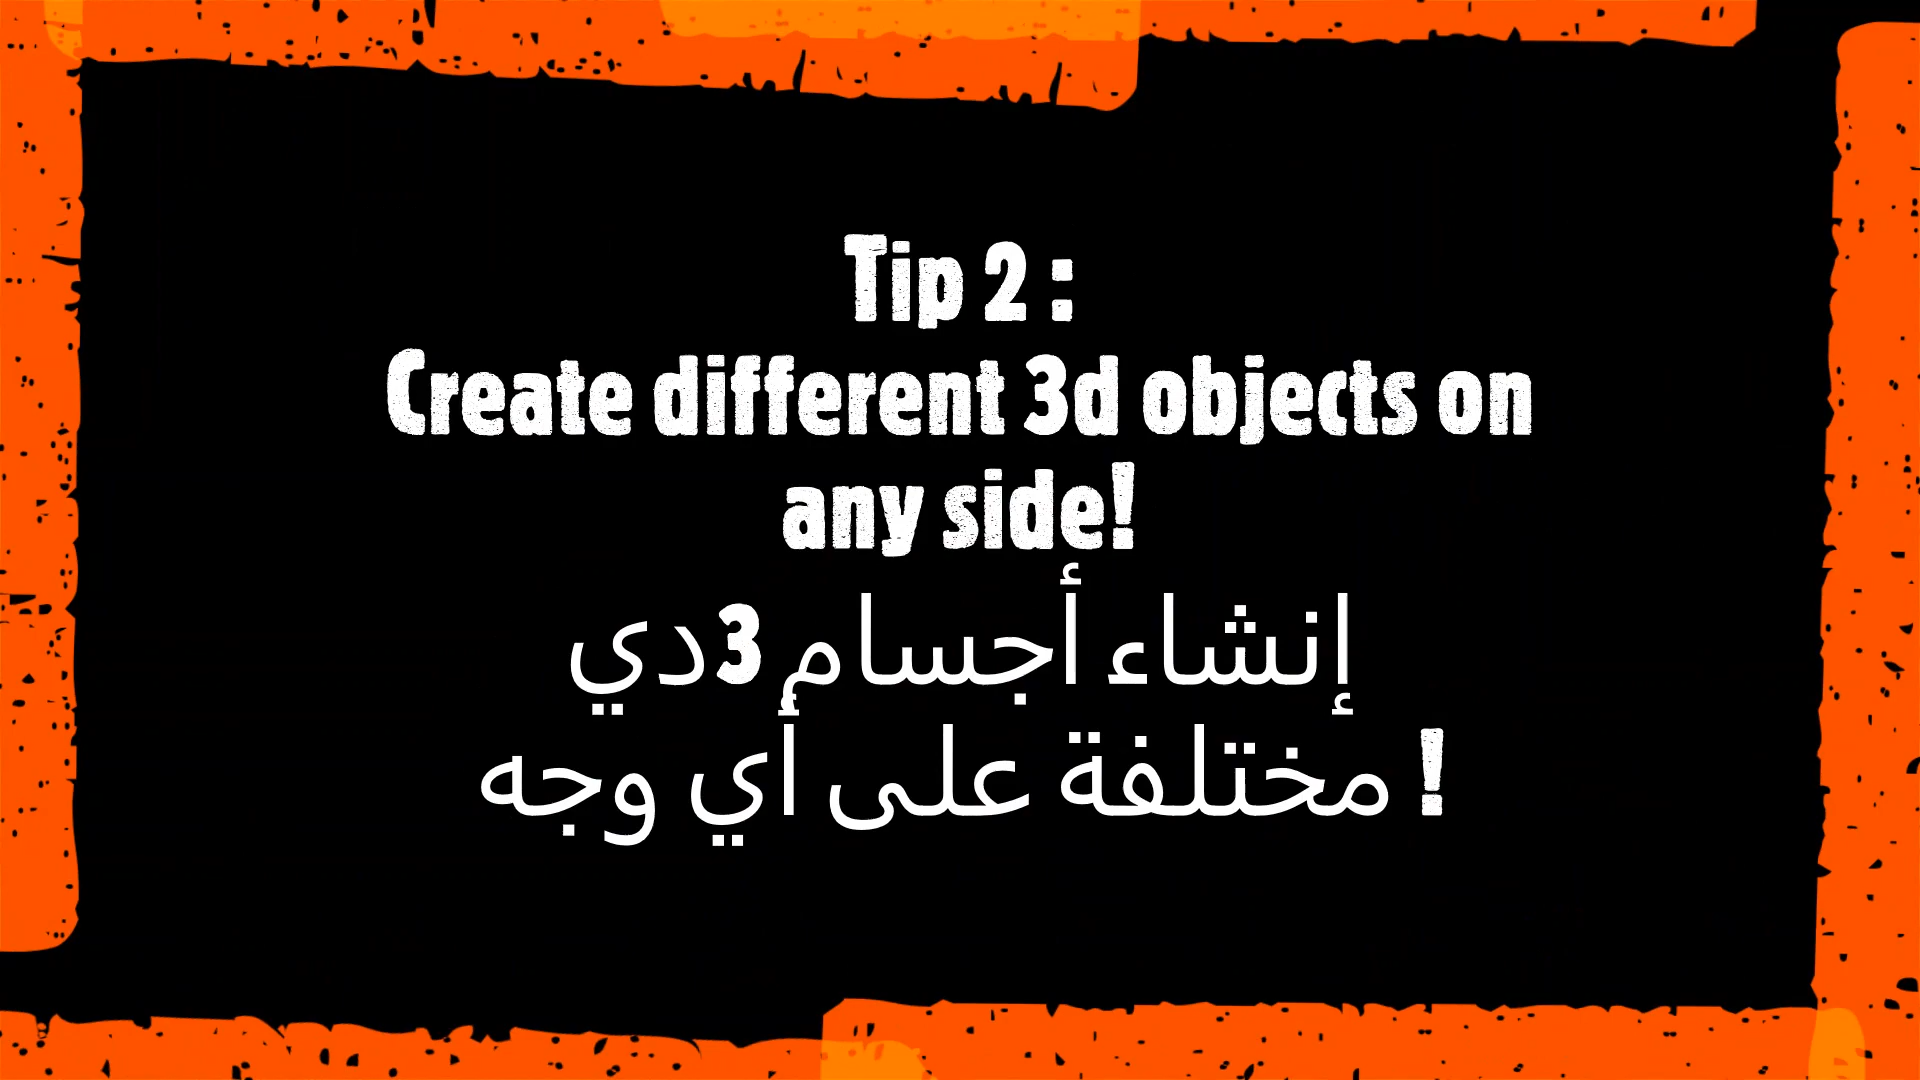 Tip 2 :
Create different 3d objects on
any side!
إنشاء أجسام 3دي
! مختلفة على أي وجه